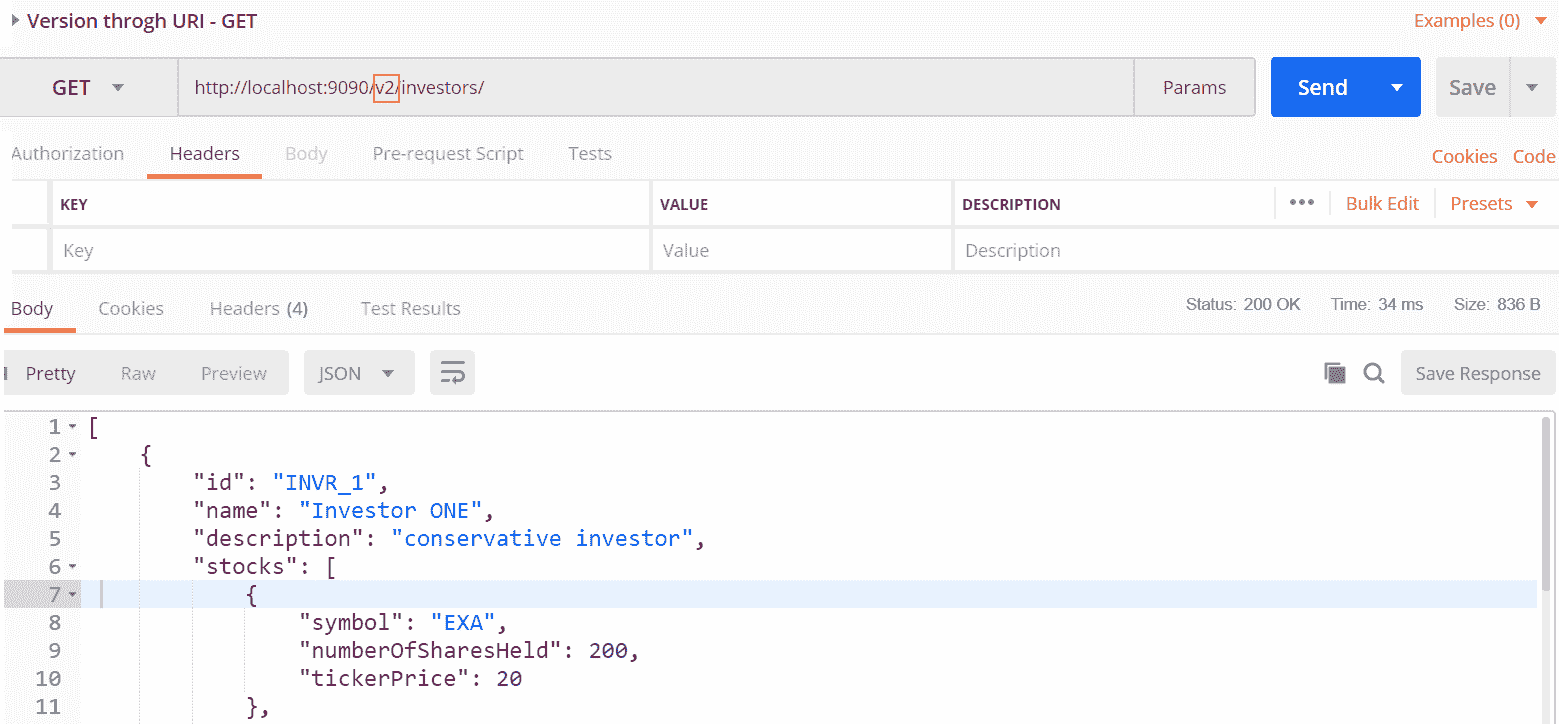 Version throgh URI - GET
Examples (0)
GET http://localhost:9090/v2/investors/ Params Send Save
Authorization Headers Body Pre-request Script Tests Cookies Code
KEY VALUE DESCRIPTION ••• Bulk Edit Presets
Key Value Description
Body Cookies Headers (4) Test Results Status: 200 OK Time: 34 ms Size: 836 B
Pretty Raw Preview JSON Save Response
1 [
2 {
3 "id": "INVR_1",
4 "name": "Investor ONE",
5 "description": "conservative investor",
6 "stocks": [
7 {
8 "symbol": "EXA",
9 "numberOfSharesHeld": 200,
10 "tickerPrice": 20
11 },